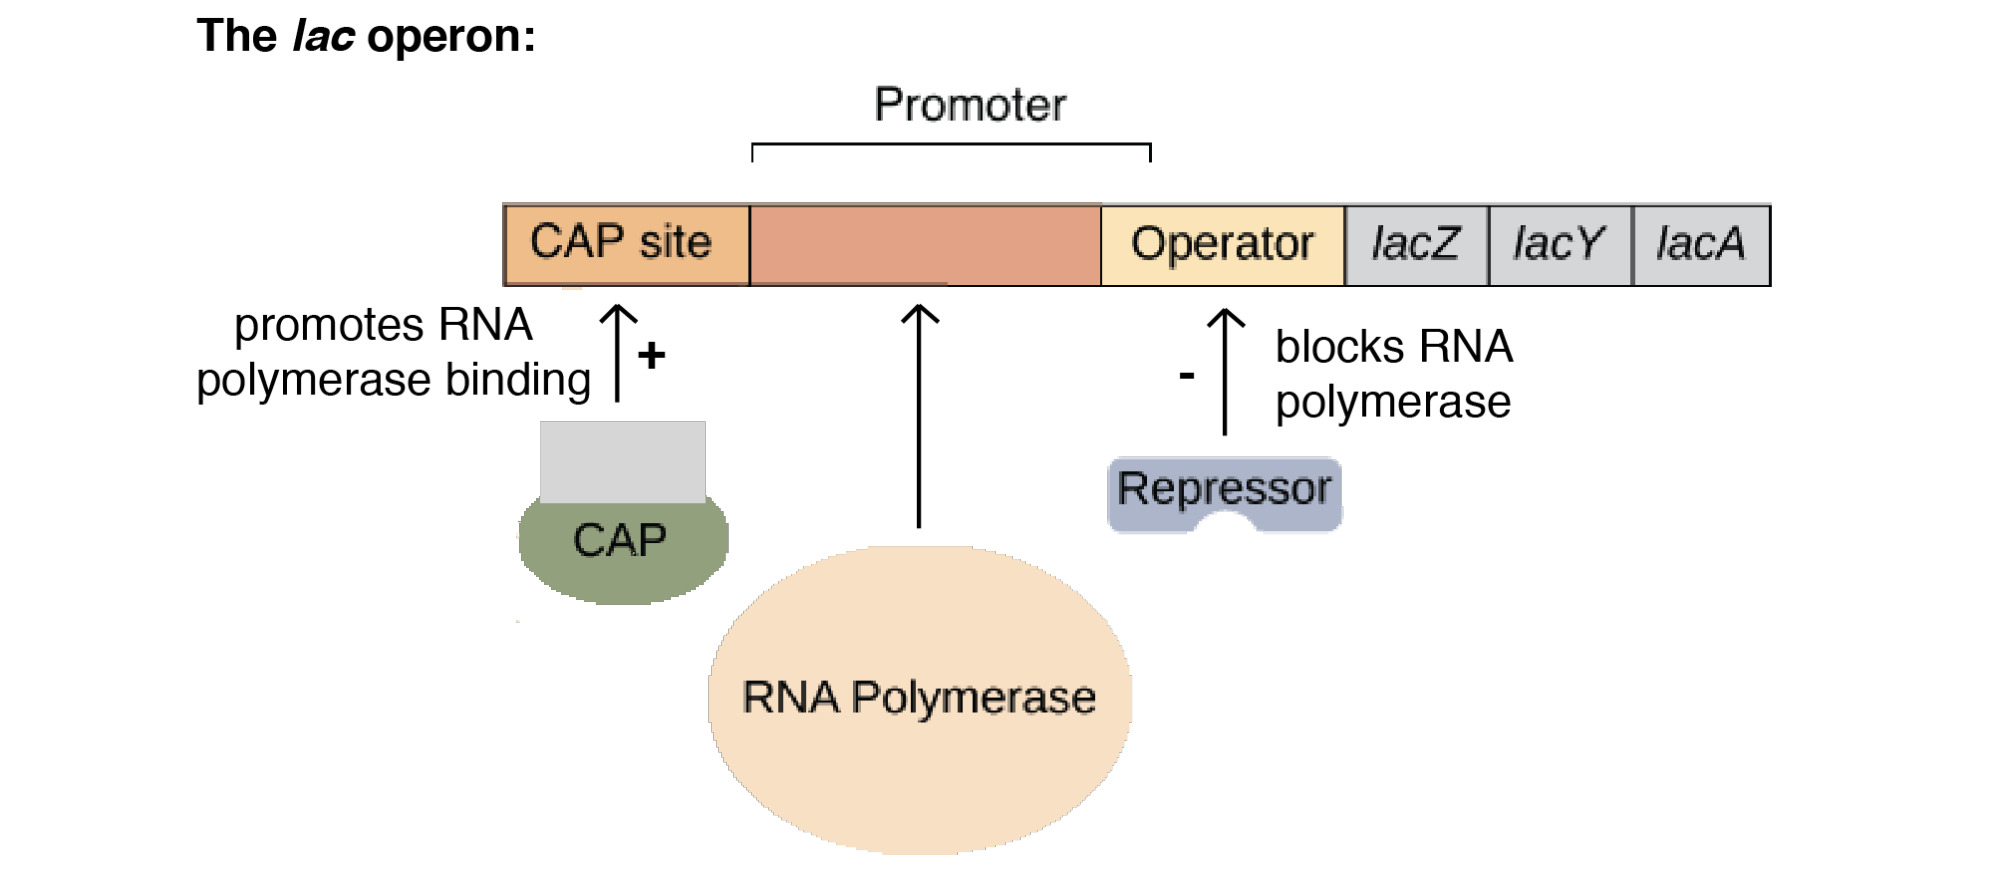 The lac operon:
Promoter
CAP site
Operator
lacZ
lacY
lacA
promotes RNA
polymerase binding
+
-
blocks RNA
polymerase
CAP
Repressor
RNA Polymerase